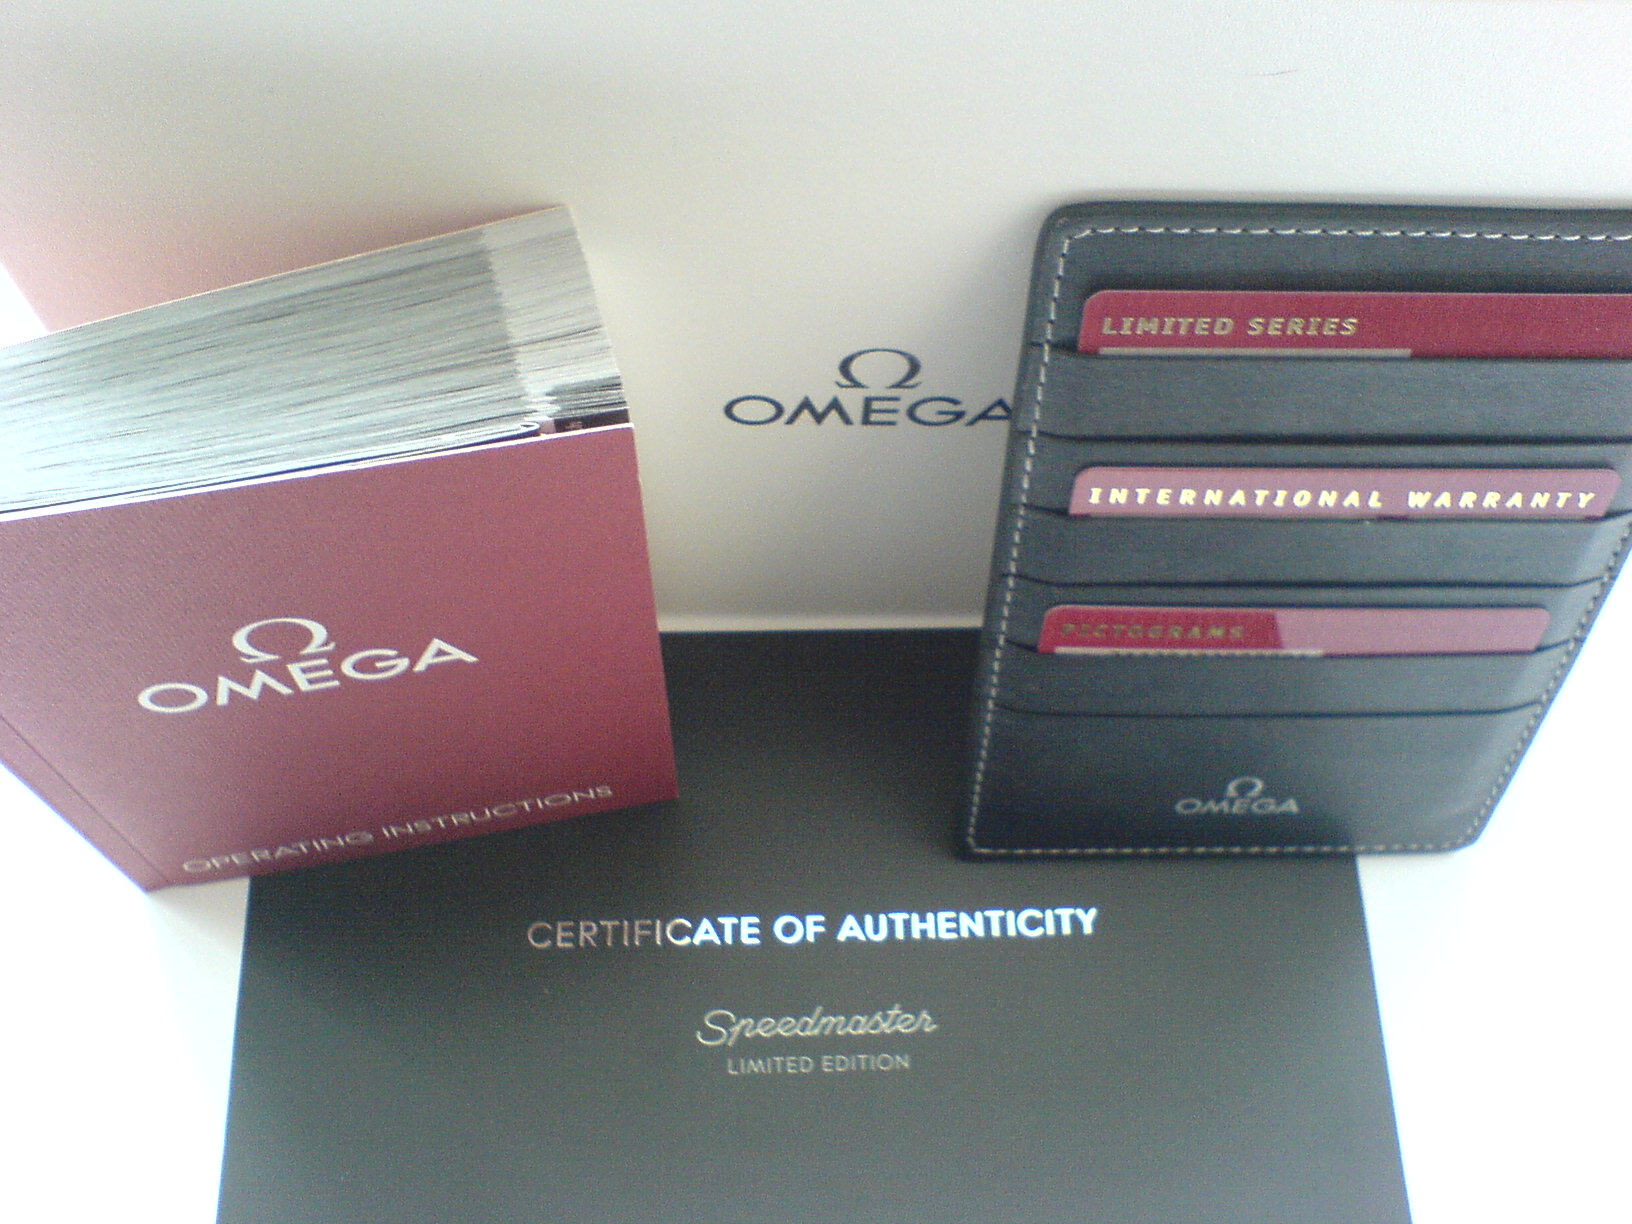 Ω
OMEGA
OPERATING INSTRUCTIONS
Ω
OMEGA
LIMITED SERIES
INTERNATIONAL WARRANTY
PICTOGRAMS
Ω
OMEGA
CERTIFICATE OF AUTHENTICITY
Speedmaster
LIMITED EDITION